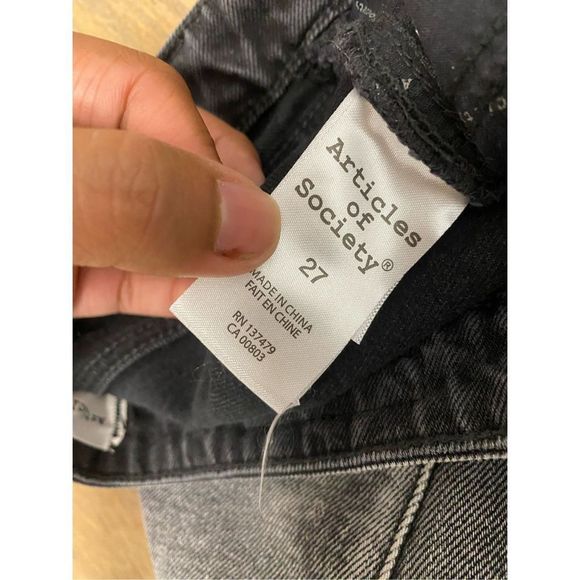 Articles
of
Society®
27
MADE IN CHINA
FAIT EN CHINE
RN 137479
CA 00803